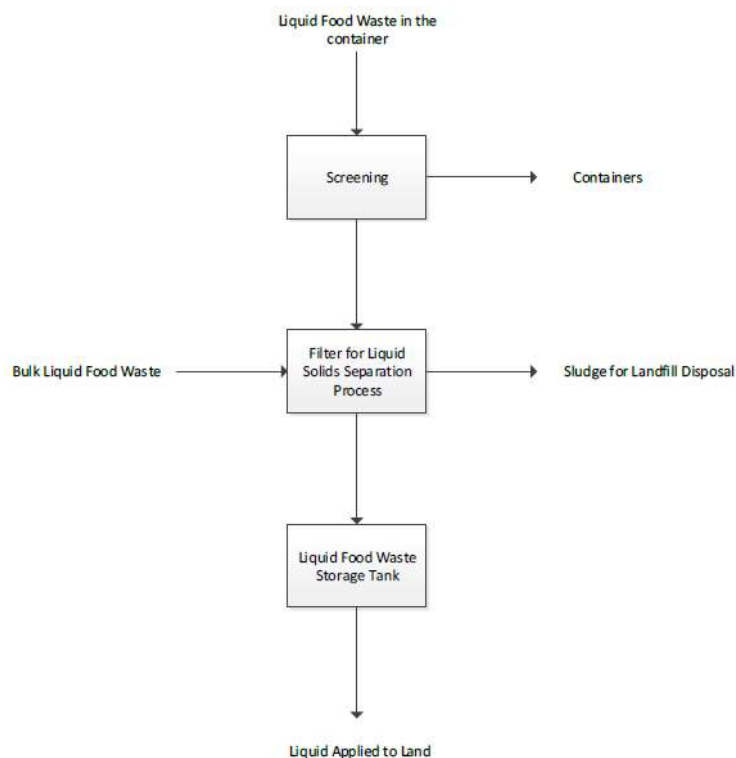 Liquid Food Waste in the
container
Screening
Containers
Filter for Liquid
Solids Separation
Process
Bulk Liquid Food Waste
Sludge for Landfill Disposal
Liquid Food Waste
Storage Tank
Liquid Applied to Land